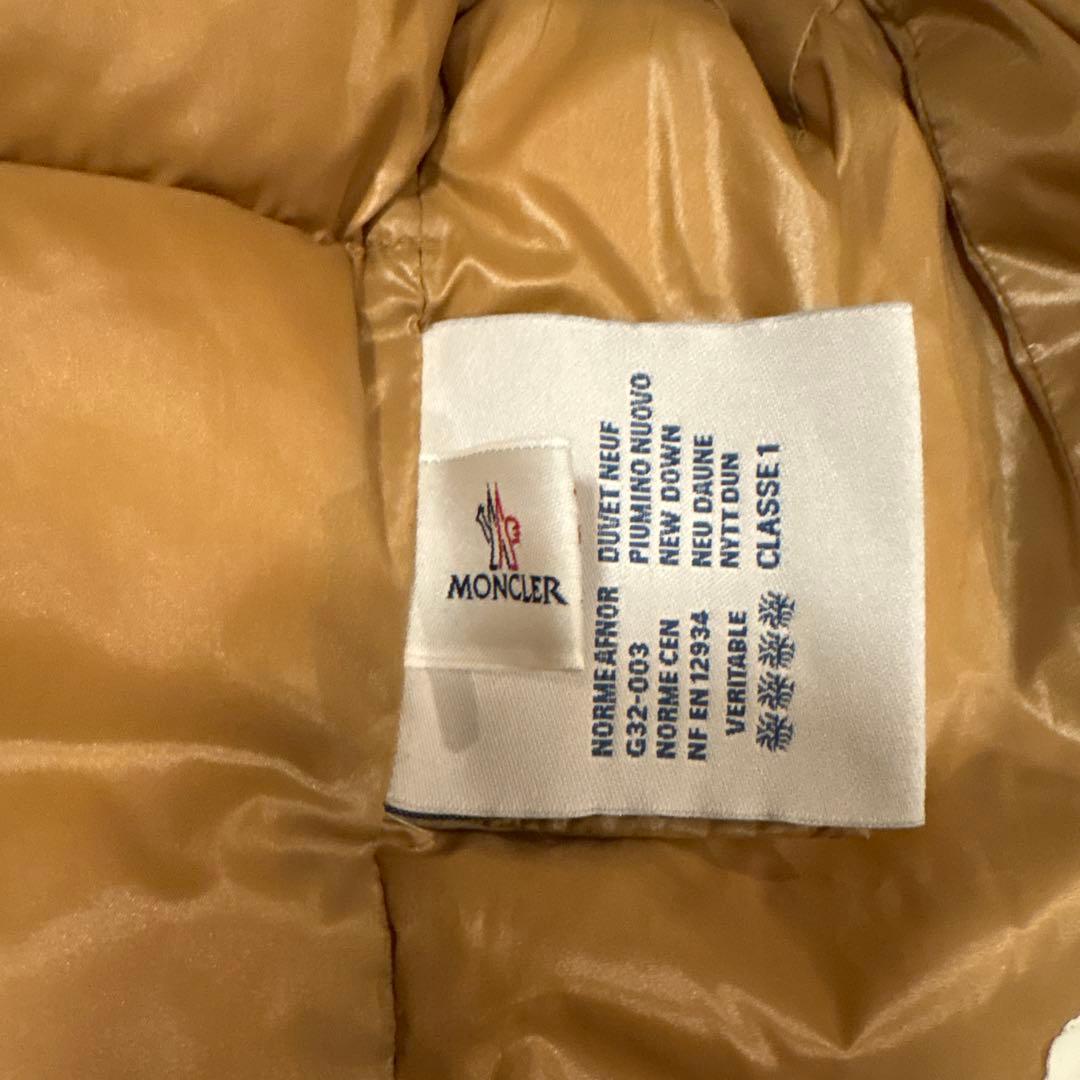 MONCLER
NORME AFNOR DUVET NEUF
G32-003 PIUMINO NUOVO
NORME CEN NEW DOWN
NF EN 12934 NEU DAUNE
VERITABLE NYTT DUN
CLASSE 1